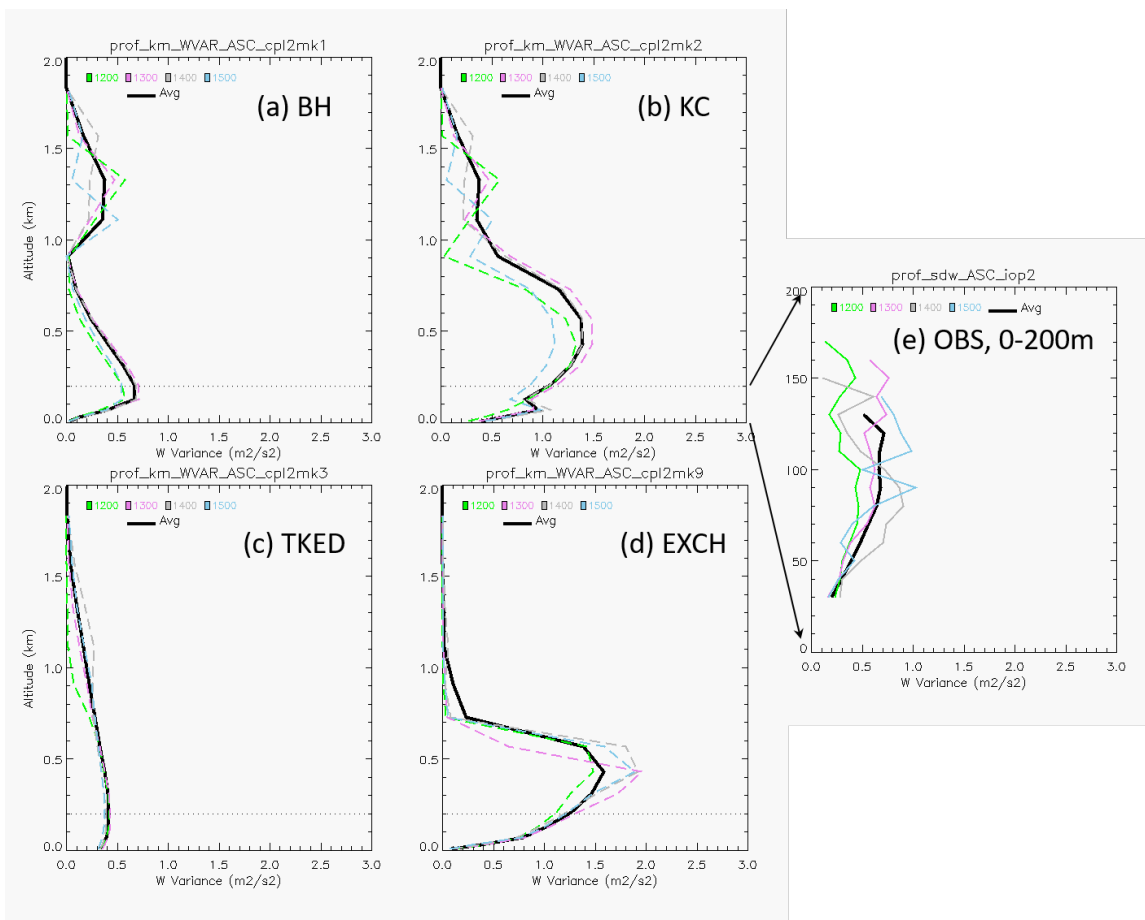 prof_km_WVAR_ASC_cpl2mk1
2.0
1200 1300 1400 1500
Avg
(a) BH
1.5
1.0
0.5
0.0
Altitude (km)
0.0 0.5 1.0 1.5 2.0 2.5 3.0
W Variance (m2/s2)
prof_km_WVAR_ASC_cpl2mk2
2.0
1200 1300 1400 1500
Avg
(b) KC
1.5
1.0
0.5
0.0
0.0 0.5 1.0 1.5 2.0 2.5 3.0
W Variance (m2/s2)
prof_sdw_ASC_iop2
200
1200 1300 1400 1500 Avg
(e) OBS, 0-200m
150
100
50
0
0.0 0.5 1.0 1.5 2.0 2.5 3.0
W Variance (m2/s2)
prof_km_WVAR_ASC_cpl2mk3
2.0
1200 1300 1400 1500
Avg
(c) TKED
1.5
1.0
0.5
0.0
Altitude (km)
0.0 0.5 1.0 1.5 2.0 2.5 3.0
W Variance (m2/s2)
prof_km_WVAR_ASC_cpl2mk9
2.0
1200 1300 1400 1500
Avg
(d) EXCH
1.5
1.0
0.5
0.0
0.0 0.5 1.0 1.5 2.0 2.5 3.0
W Variance (m2/s2)